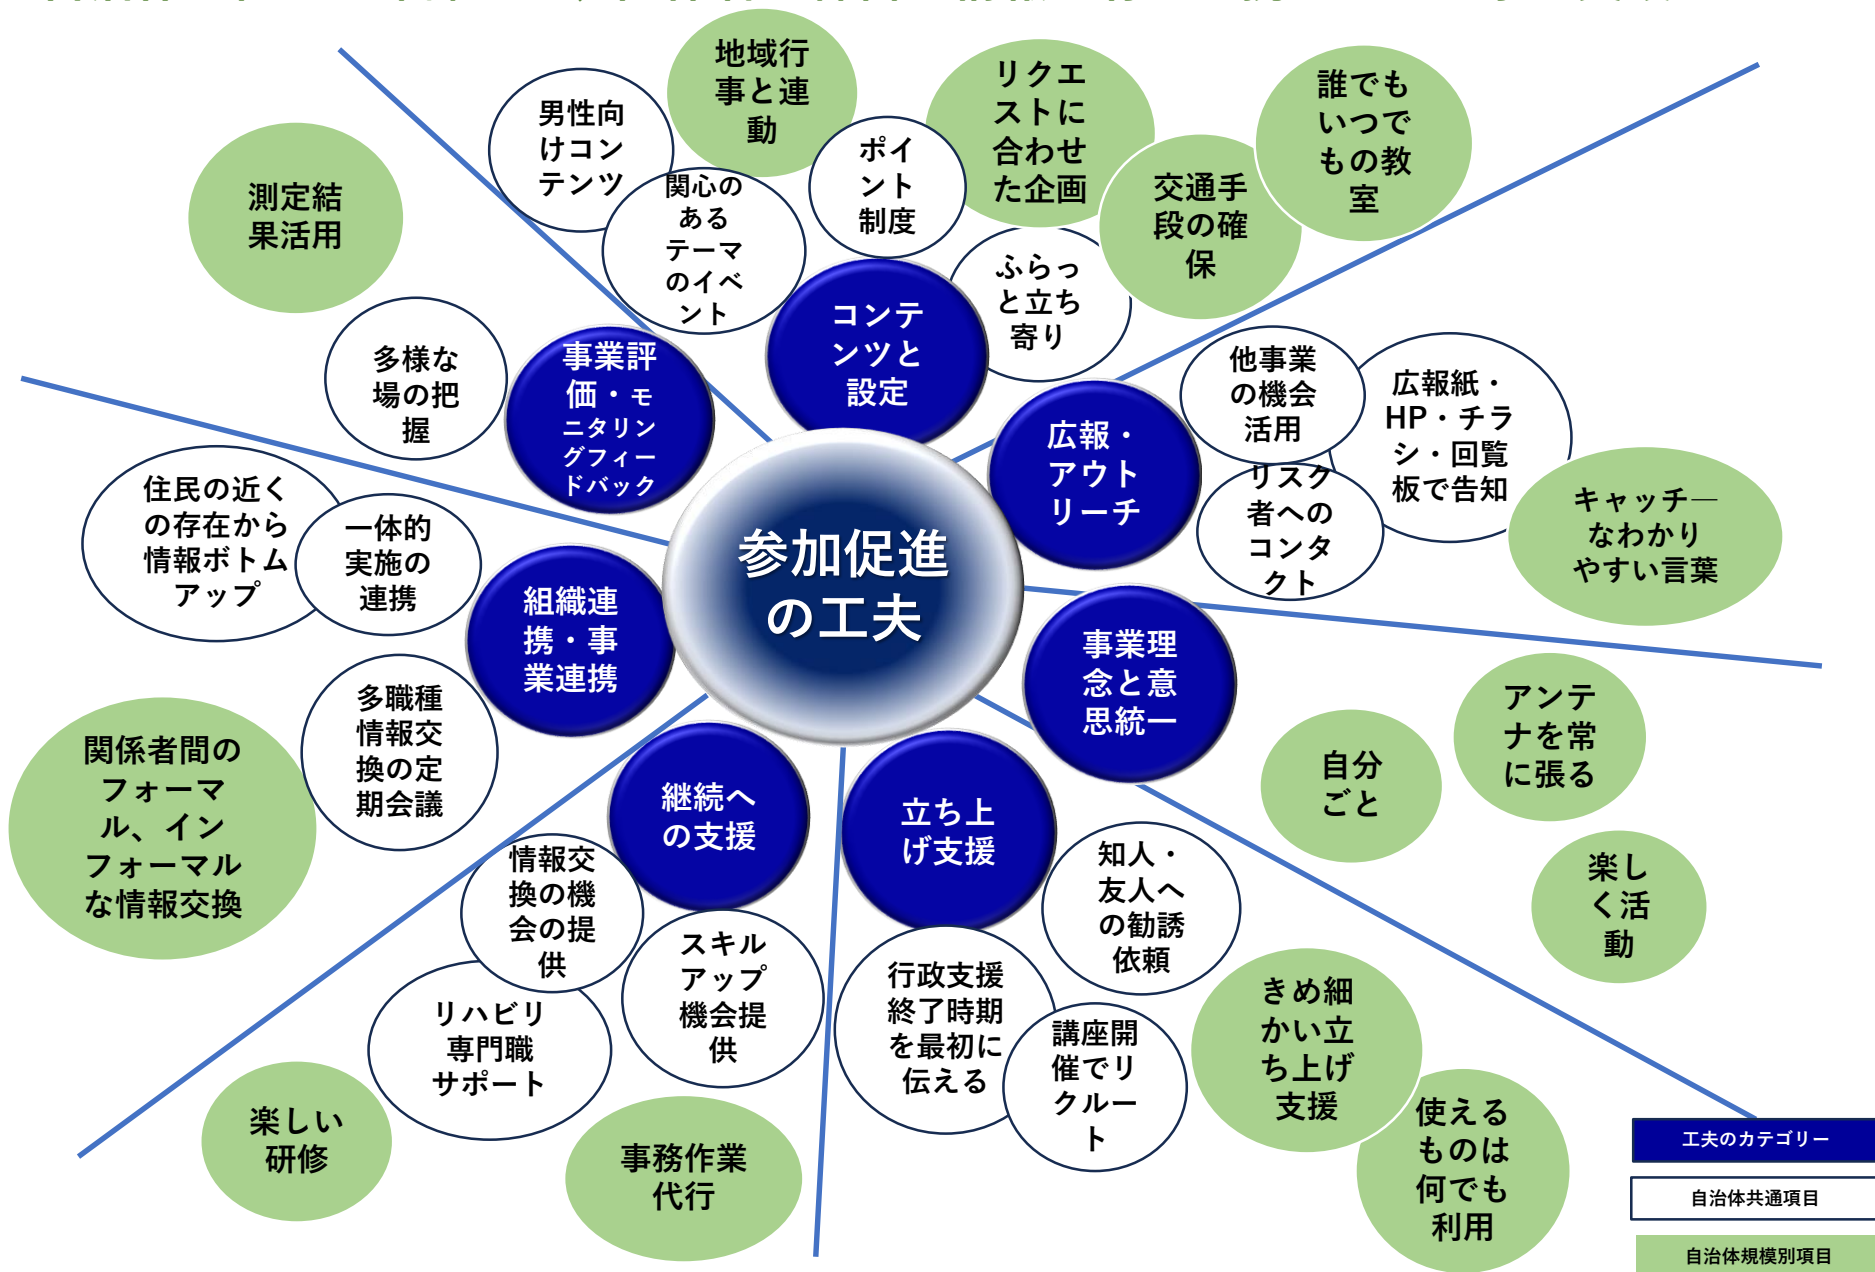 地域行
事と連
動
リクエ
ストに
合わせ
た企画
誰でも
いつで
もの教
室
男性向
けコン
テンツ
ポイ
ント
制度
交通手
段の確
保
測定結
果活用
関心の
ある
テーマ
のイベ
ント
ふらっ
と立ち
寄り
コンテ
ンツと
設定
多様な
場の把
握
事業評
価・モ
ニタリン
グフィー
ドバック
他事業
の機会
活用
広報紙・
HP・チラ
シ・回覧
板で告知
広報・
アウト
リーチ
リスク
者への
コンタ
クト
キャッチ―
なわかり
やすい言葉
住民の近く
の存在から
情報ボトム
アップ
一体的
実施の
連携
参加促進
の工夫
組織連
携・事
業連携
事業理
念と意
思統一
アンテ
ナを常
に張る
自分
ごと
楽し
く活
動
多職種
情報交
換の定
期会議
関係者間の
フォーマ
ル、イン
フォーマル
な情報交換
継続へ
の支援
立ち上
げ支援
情報交
換の機
会の提
供
スキル
アップ
機会提
供
リハビリ
専門職
サポート
知人・
友人へ
の勧誘
依頼
行政支援
終了時期
を最初に
伝える
講座開
催でリ
クルー
ト
きめ細
かい立
ち上げ
支援
使える
ものは
何でも
利用
楽しい
研修
事務作業
代行
工夫のカテゴリー
自治体共通項目
自治体規模別項目